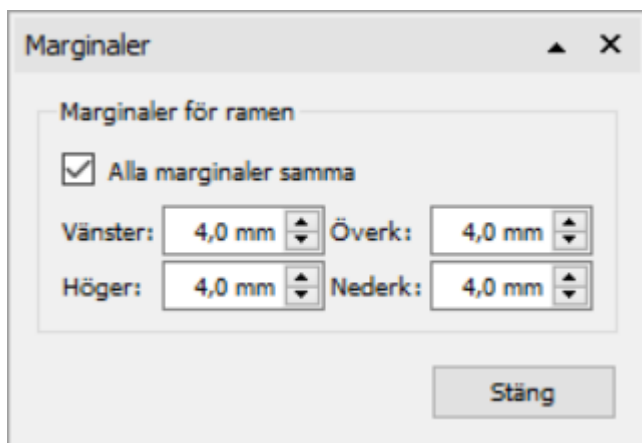 Marginaler
Marginaler för ramen
Alla marginaler samma
Vänster: 4,0 mm Överk: 4,0 mm
Höger: 4,0 mm Nederk: 4,0 mm
Stäng